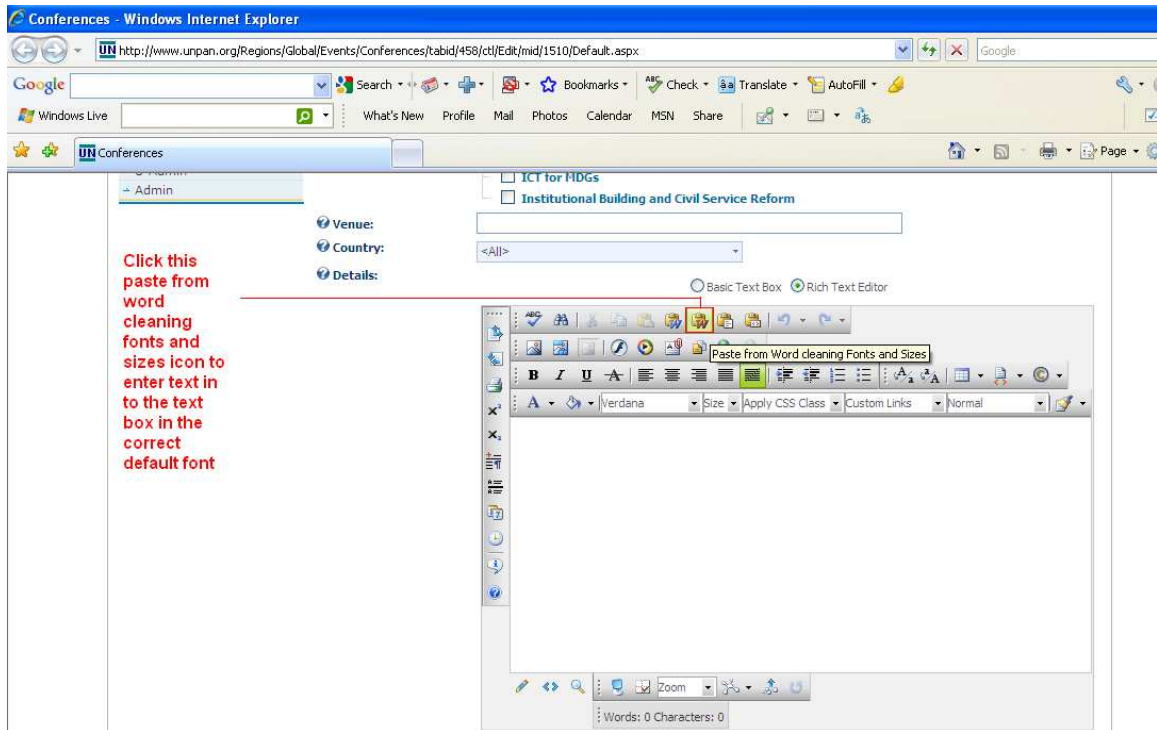 Conferences - Windows Internet Explorer
UN http://www.unpan.org/Regions/Global/Events/Conferences/tabid/458/ctl/Edit/mid/1510/Default.aspx Google
Google Search Bookmarks ABC Check âa Translate AutoFill
Windows Live What's New Profile Mail Photos Calendar MSN Share
UN Conferences Page
ICT for MDGs
Admin
Institutional Building and Civil Service Reform
Venue:
Country: <All>
Details:
Basic Text Box Rich Text Editor
Click this
paste from
word
cleaning
fonts and
sizes icon to
enter text in
to the text
box in the
correct
default font
ABC
Paste from Word cleaning Fonts and Sizes
B I U A
A Verdana Size Apply CSS Class Custom Links Normal
Zoom
Words: 0 Characters: 0